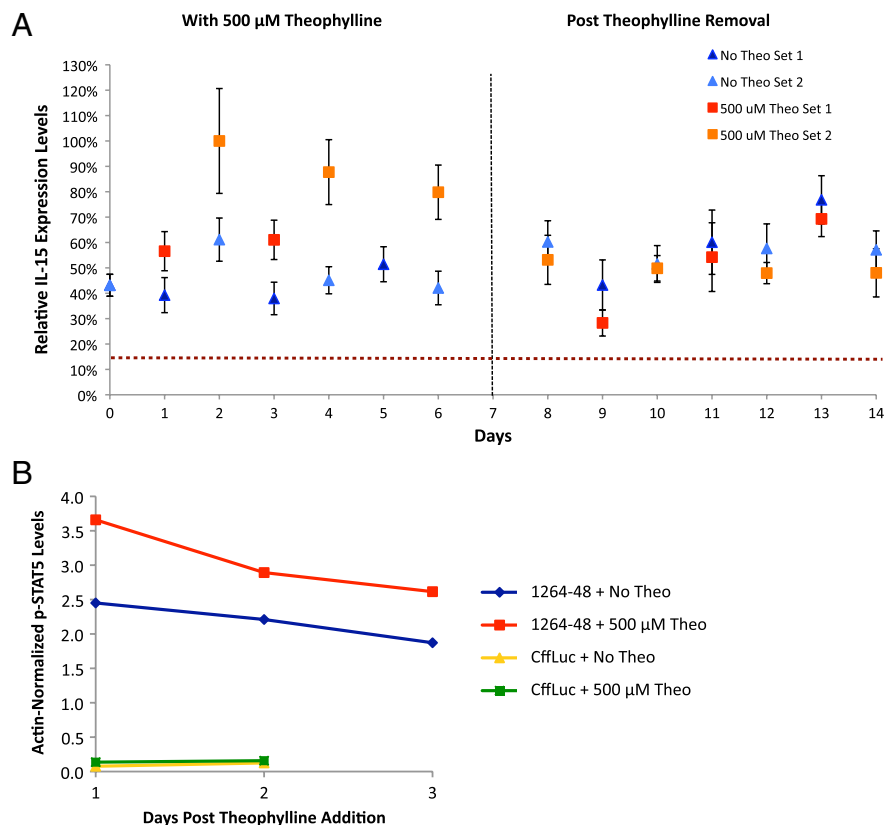 A
With 500 μM Theophylline
Post Theophylline Removal
No Theo Set 1
No Theo Set 2
500 uM Theo Set 1
500 uM Theo Set 2
Relative IL-15 Expression Levels
130%
120%
110%
100%
90%
80%
70%
60%
50%
40%
30%
20%
10%
0%
0 1 2 3 4 5 6 7 8 9 10 11 12 13 14
Days
B
Actin-Normalized p-STAT5 Levels
4.0
3.5
3.0
2.5
2.0
1.5
1.0
0.5
0.0
1 2 3
Days Post Theophylline Addition
1264-48 + No Theo
1264-48 + 500 μM Theo
CffLuc + No Theo
CffLuc + 500 μM Theo